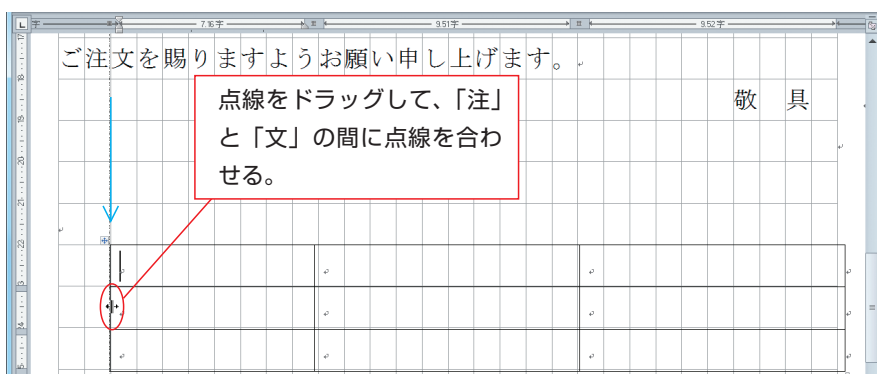 字 7.16字 9.51字 9.52字
ご注文を賜りますようお願い申し上げます。
敬　具
点線をドラッグして、「注」
と「文」の間に点線を合わ
せる。